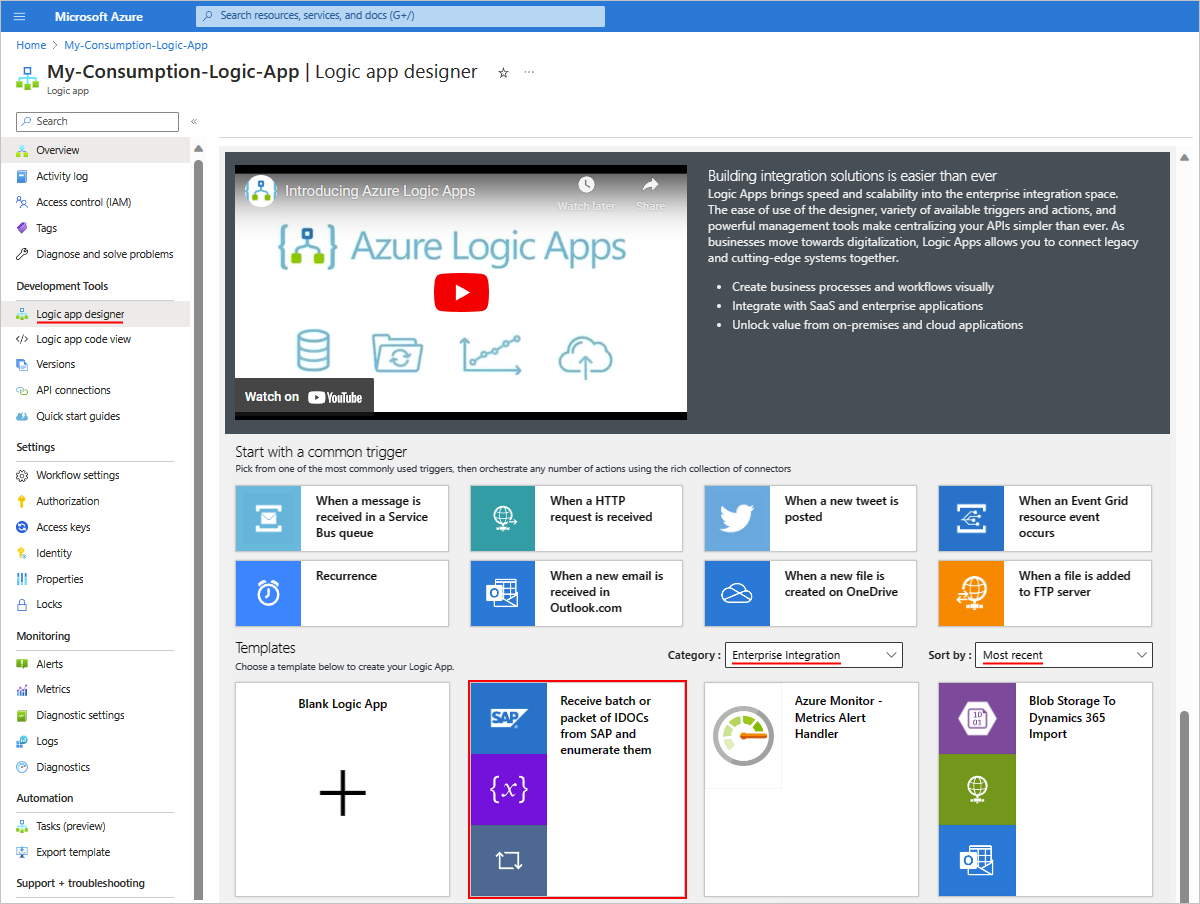 Microsoft Azure
Search resources, services, and docs (G+/)
Home > My-Consumption-Logic-App
My-Consumption-Logic-App | Logic app designer
Logic app
Search
Overview
Activity log
Access control (IAM)
Tags
Diagnose and solve problems
Development Tools
Logic app designer
Logic app code view
Versions
API connections
Quick start guides
Settings
Workflow settings
Authorization
Access keys
Identity
Properties
Locks
Monitoring
Alerts
Metrics
Diagnostic settings
Logs
Diagnostics
Automation
Tasks (preview)
Export template
Support + troubleshooting
Introducing Azure Logic Apps
Watch later
Share
Azure Logic Apps
Watch on YouTube
Building integration solutions is easier than ever
Logic Apps brings speed and scalability into the enterprise integration space.
The ease of use of the designer, variety of available triggers and actions, and
powerful management tools make centralizing your APIs simpler than ever. As
businesses move towards digitalization, Logic Apps allows you to connect legacy
and cutting-edge systems together.
• Create business processes and workflows visually
• Integrate with SaaS and enterprise applications
• Unlock value from on-premises and cloud applications
Start with a common trigger
Pick from one of the most commonly used triggers, then orchestrate any number of actions using the rich collection of connectors
When a message is
received in a Service
Bus queue
When a HTTP
request is received
When a new tweet is
posted
When an Event Grid
resource event
occurs
Recurrence
When a new email is
received in
Outlook.com
When a new file is
created on OneDrive
When a file is added
to FTP server
Templates
Choose a template below to create your Logic App.
Category : Enterprise Integration
Sort by : Most recent
Blank Logic App
SAP
{x}
Receive batch or
packet of IDOCs
from SAP and
enumerate them
Azure Monitor -
Metrics Alert
Handler
10
01
Blob Storage To
Dynamics 365
Import